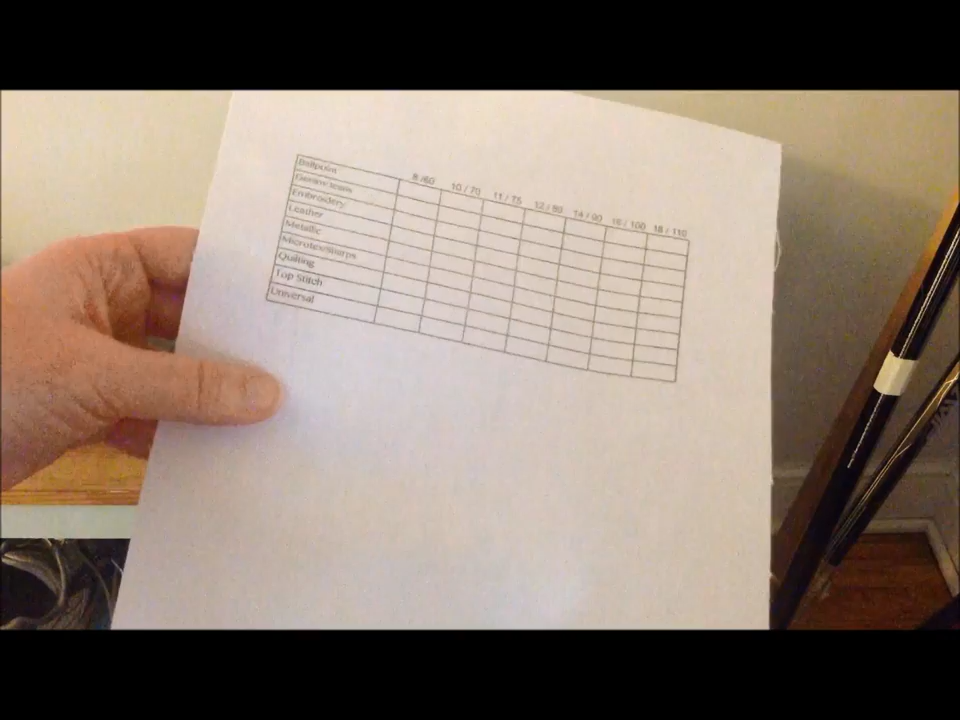 8 /60 10 / 70 11 / 75 12 / 80 14 / 90 16 / 100 18 / 110
Ballpoint
Denim/Jeans
Embroidery
Leather
Metallic
Microtex/Sharps
Quilting
Top Stitch
Universal